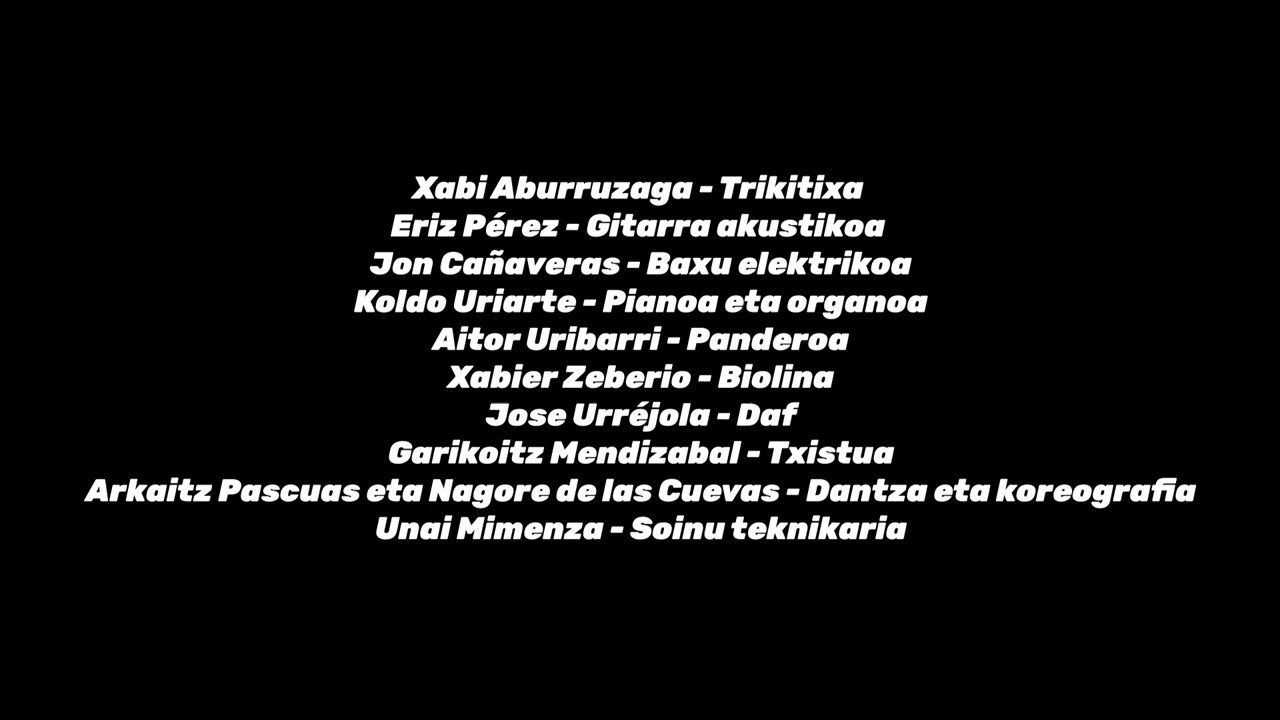 Xabi Aburruzaga - Trikitixa
Eriz Pérez - Gitarra akustikoa
Jon Cañaveras - Baxu elektrikoa
Koldo Uriarte - Pianoa eta organoa
Aitor Uribarri - Panderoa
Xabier Zeberio - Biolina
Jose Urréjola - Daf
Garikoitz Mendizabal - Txistua
Arkaitz Pascuas eta Nagore de las Cuevas - Dantza eta koreografia
Unai Mimenza - Soinu teknikaria